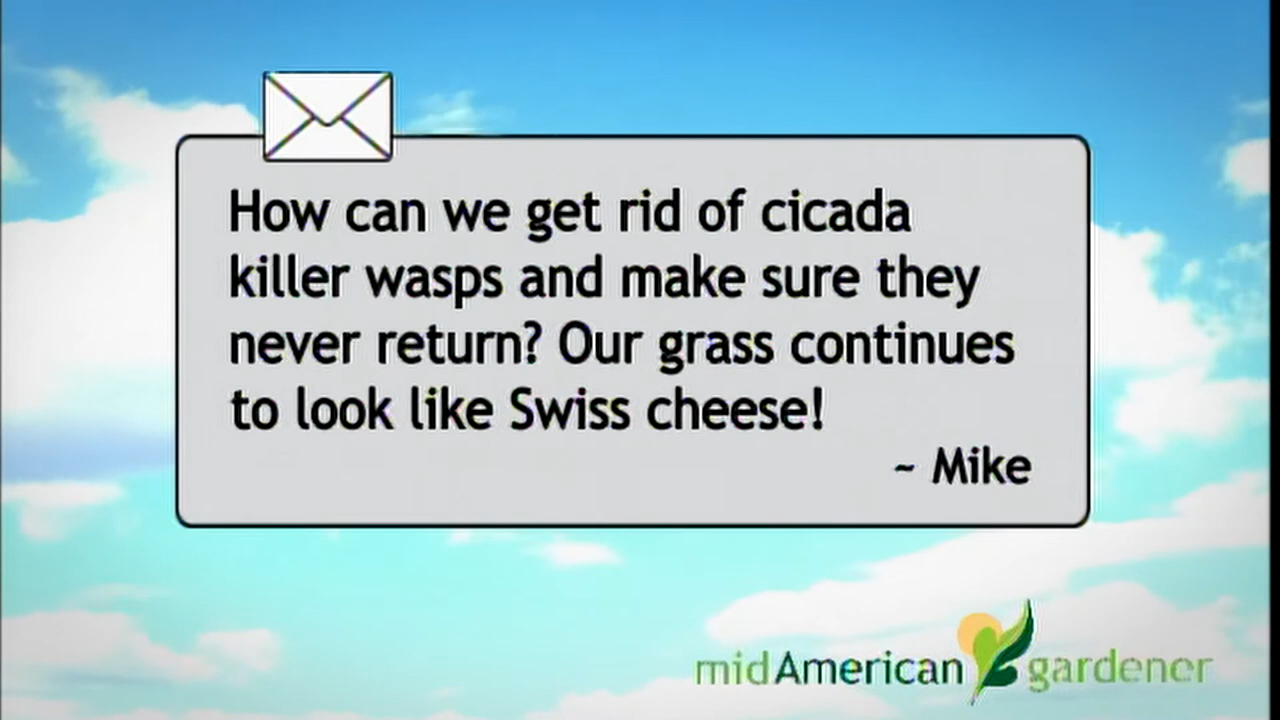 How can we get rid of cicada
killer wasps and make sure they
never return? Our grass continues
to look like Swiss cheese!
~ Mike
midAmerican gardener